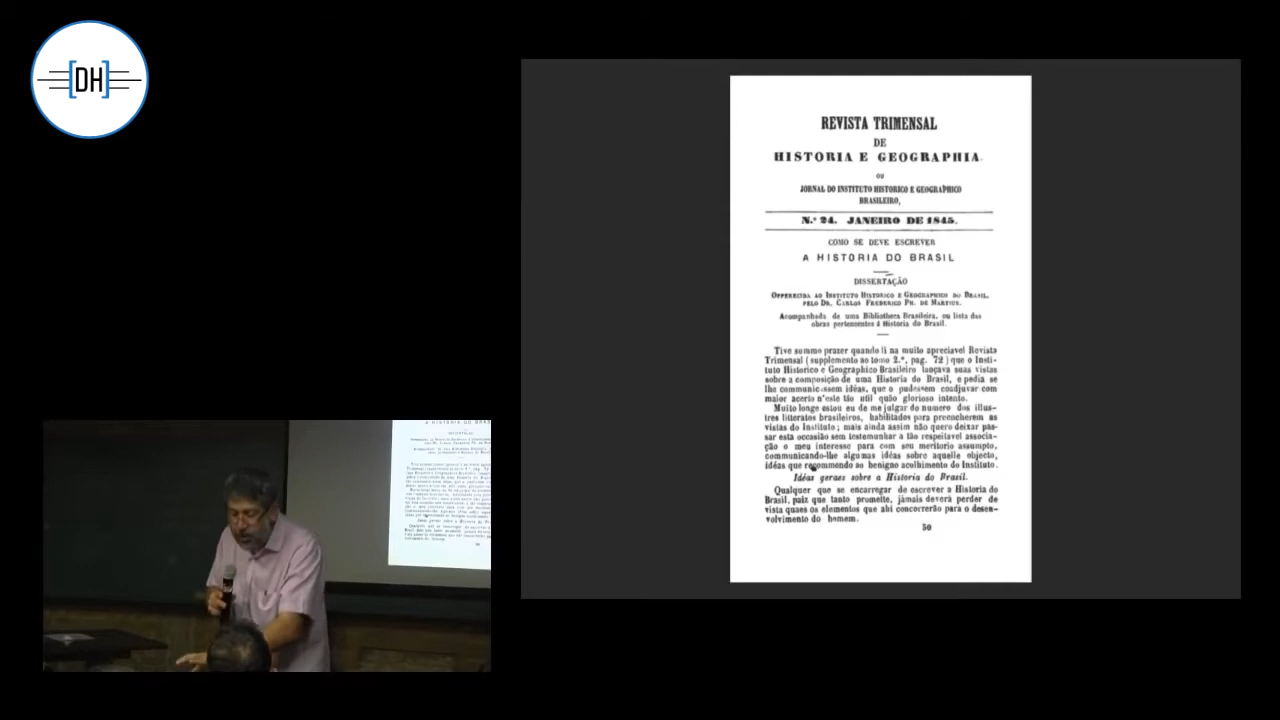 [DH]
REVISTA TRIMENSAL
DE
HISTORIA E GEOGRAPHIA.
OU
JORNAL DO INSTITUTO HISTORICO E GEOGRAPHICO
BRASILEIRO,
N.º 24. JANEIRO DE 1845.
COMO SE DEVE ESCREVER
A HISTORIA DO BRASIL
DISSERTAÇÃO
OFFERECIDA AO INSTITUTO HISTORICO E GEOGRAPHICO DO BRASIL,
PELO DR. CARLOS FREDERICO PH. DE MARTIUS.
Acompanhada de uma Bibliotheca Brasileira, ou lista das
obras pertencentes á Historia do Brasil.
Tive summo prazer quando li na muito apreciavel Revista
Trimensal (supplemento ao tomo 2.º, pag. 72) que o Insti-
tuto Historico e Geographico Brasileiro lançava suas vistas
sobre a composição de uma Historia do Brasil, e pedia se
lhe communicassem idéas, que o pudessem coadjuvar com
maior acerto n'este tão util quão glorioso intento.
Muito longe estou eu de me julgar do numero dos illus-
tres litteratos brasileiros, habilitados para preencherem as
vistas do Instituto; mais ainda assim não quero deixar pas-
sar esta occasião sem testemunhar a tão respeitavel associa-
ção o meu interesse para com seu meritorio assumpto,
communicando-lhe algumas idéas sobre aquelle objecto,
idéas que recommendo ao benigno acolhimento do Instituto.
Idéas geraes sobre a Historia do Brasil.
Qualquer que se encarregar de escrever a Historia do
Brasil, paiz que tanto promette, jamais deverá perder de
vista quaes os elementos que ahi concorrerão para o desen-
volvimento do homem.
50